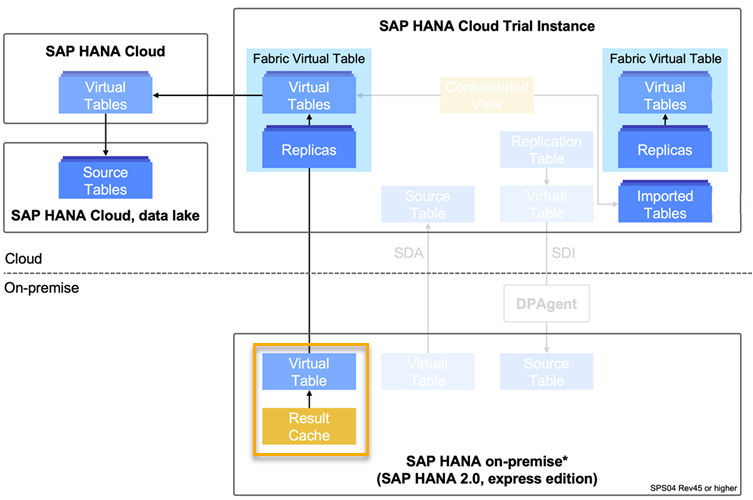 SAP HANA Cloud
Virtual
Tables
Source
Tables
SAP HANA Cloud, data lake
SAP HANA Cloud Trial Instance
Fabric Virtual Table
Virtual
Tables
Replicas
Consolidated
View
Replication
Table
Source
Table
Virtual
Table
Fabric Virtual Table
Virtual
Tables
Replicas
Imported
Tables
SDA
SDI
Cloud
On-premise
DPAgent
Virtual
Table
Result
Cache
Virtual
Table
Source
Table
SAP HANA on-premise*
(SAP HANA 2.0, express edition)
SPS04 Rev45 or higher